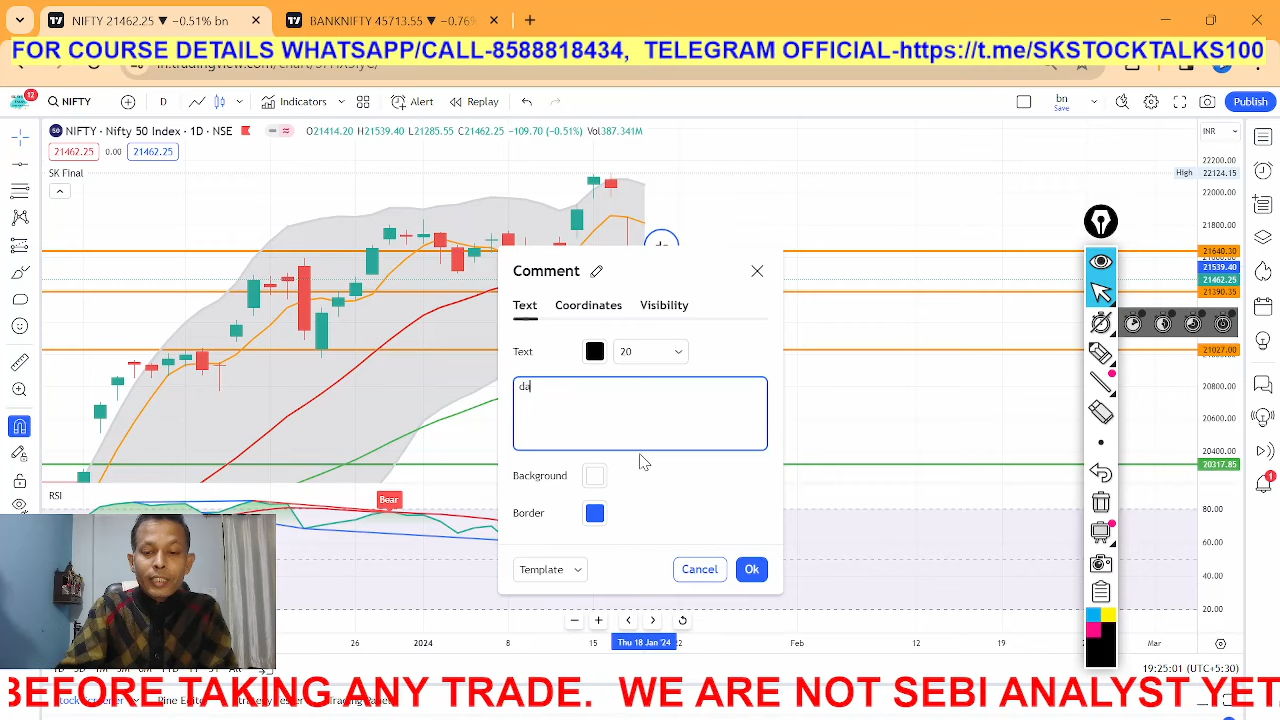 NIFTY 21462.25 ▼ −0.51% bn
BANKNIFTY 45713.55 ▼ −0.76%
FOR COURSE DETAILS WHATSAPP/CALL-8588818434, TELEGRAM OFFICIAL-https://t.me/SKSTOCKTALKS100
12
NIFTY
D
Indicators
Alert
Replay
bn
Save
Publish
NIFTY · Nifty 50 Index · 1D · NSE
O21414.20 H21539.40 L21285.55 C21462.25 −109.70 (−0.51%) Vol387.341M
INR
21462.25 0.00 21462.25
SK Final
High 22124.15
22200.00
22000.00
21800.00
21640.30
21539.40
21462.25
21390.35
21027.00
20800.00
20600.00
20400.00
20317.85
Comment
Text
Coordinates
Visibility
Text
20
da
Background
Border
Template
Cancel
Ok
RSI
Bear
80.00
60.00
40.00
20.00
1
26
2024
8
15
Thu 18 Jan '24
Feb
19
Mar
19:25:01 (UTC+5:30)
BEFORE TAKING ANY TRADE. WE ARE NOT SEBI ANALYST YET